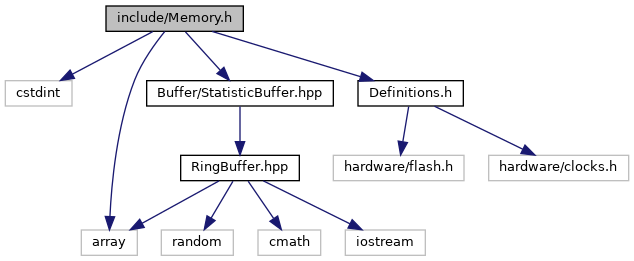 include/Memory.h
cstdint
Buffer/StatisticBuffer.hpp
Definitions.h
RingBuffer.hpp
hardware/flash.h
hardware/clocks.h
array
random
cmath
iostream